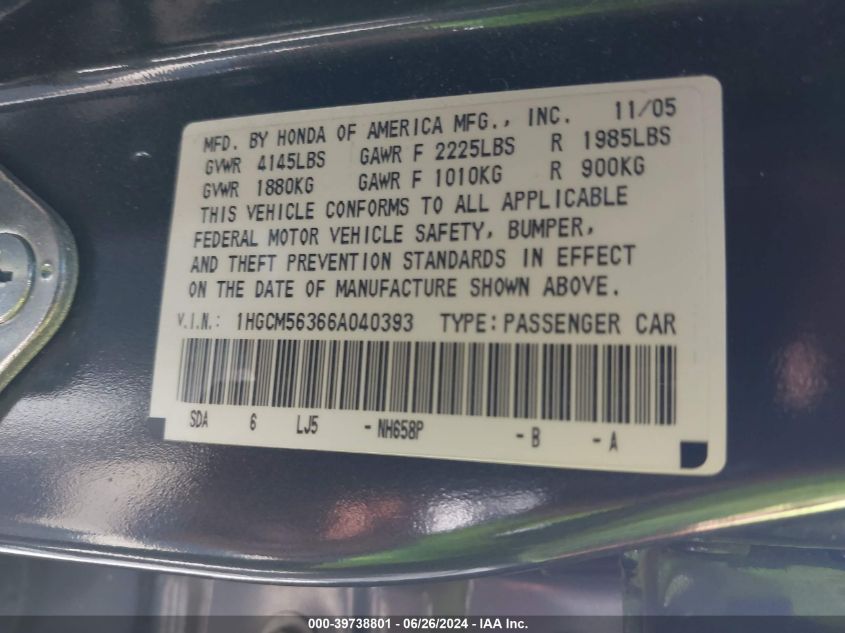 MFD. BY HONDA OF AMERICA MFG., INC. 11/05
GVWR 4145LBS GAWR F 2225LBS R 1985LBS
GVWR 1880KG GAWR F 1010KG R 900KG
THIS VEHICLE CONFORMS TO ALL APPLICABLE
FEDERAL MOTOR VEHICLE SAFETY, BUMPER,
AND THEFT PREVENTION STANDARDS IN EFFECT
ON THE DATE OF MANUFACTURE SHOWN ABOVE.
V.I.N.: 1HGCM56366A040393 TYPE: PASSENGER CAR
SDA 6 LJ5 -NH658P -B -A
000-39738801 - 06/26/2024 - IAA Inc.